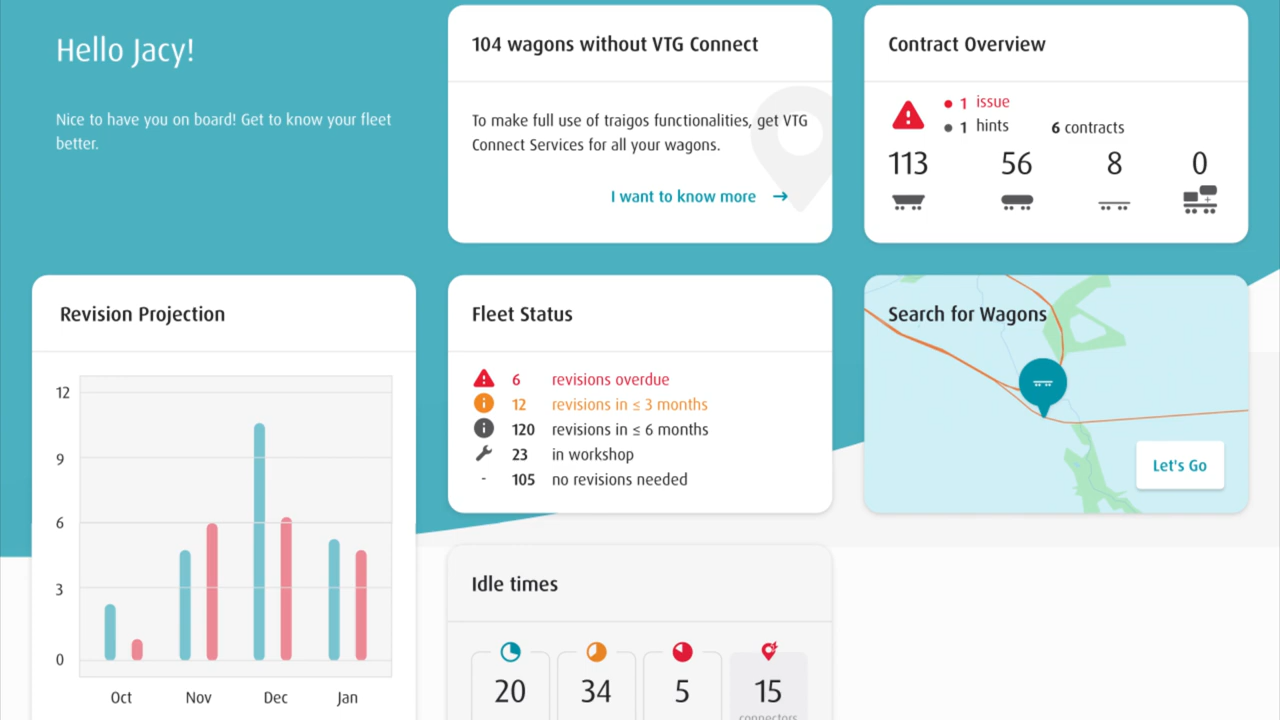 Hello Jacy!
Nice to have you on board! Get to know your fleet
better.
104 wagons without VTG Connect
To make full use of traigos functionalities, get VTG
Connect Services for all your wagons.
I want to know more →
Contract Overview
• 1 issue
• 1 hints
6 contracts
113 56 8 0
Revision Projection
12
9
6
3
0
Oct Nov Dec Jan
Fleet Status
6 revisions overdue
12 revisions in ≤ 3 months
120 revisions in ≤ 6 months
23 in workshop
- 105 no revisions needed
Search for Wagons
Let's Go
Idle times
20 34 5 15
connectors